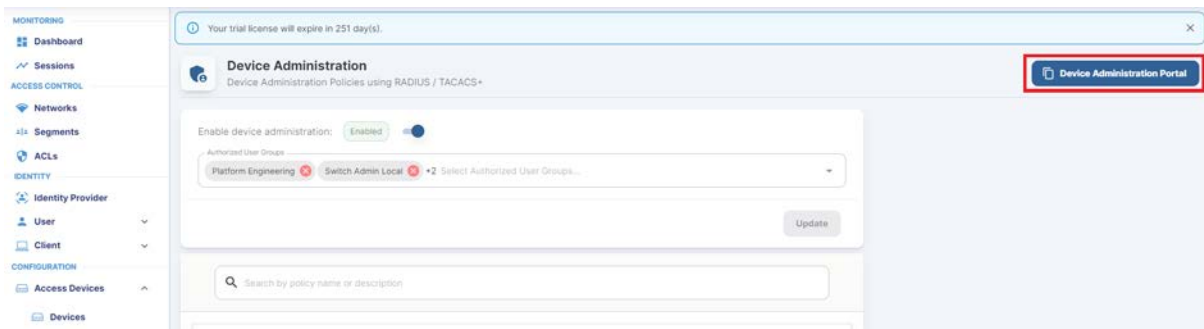 MONITORING
Dashboard
Sessions
ACCESS CONTROL
Networks
Segments
ACLs
IDENTITY
Identity Provider
User
Client
CONFIGURATION
Access Devices
Devices
Your trial license will expire in 251 day(s).
Device Administration
Device Administration Policies using RADIUS / TACACS+
Device Administration Portal
Enable device administration: Enabled
Authorized User Groups
Platform Engineering Switch Admin Local +2 Select Authorized User Groups...
Update
Search by policy name or description